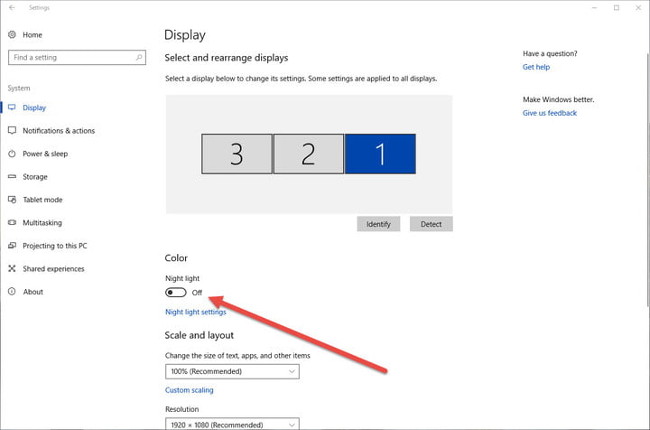 Settings
Home
Find a setting
System
Display
Notifications & actions
Power & sleep
Storage
Tablet mode
Multitasking
Projecting to this PC
Shared experiences
About
Display
Select and rearrange displays
Select a display below to change its settings. Some settings are applied to all displays.
3 2 1
Identify Detect
Color
Night light
Off
Night light settings
Scale and layout
Change the size of text, apps, and other items
100% (Recommended)
Custom scaling
Resolution
1920 × 1080 (Recommended)
Have a question?
Get help
Make Windows better.
Give us feedback